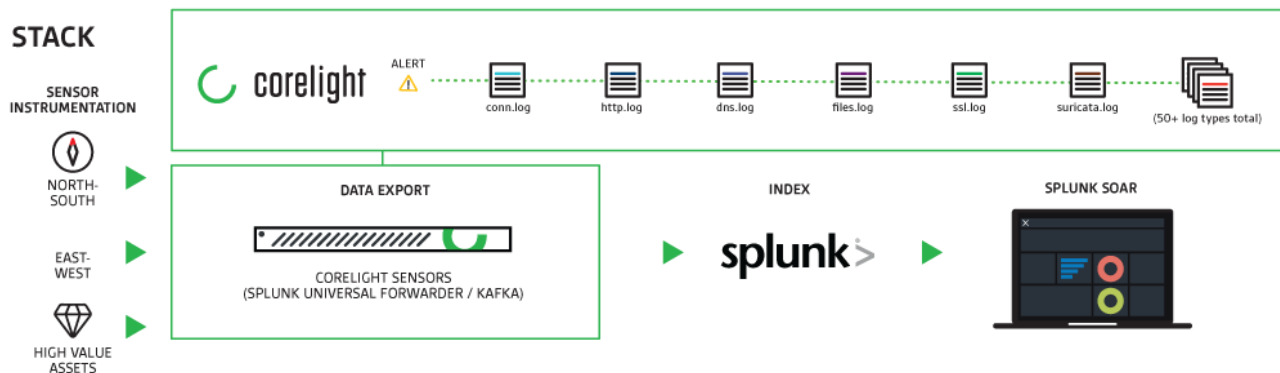 STACK
SENSOR
INSTRUMENTATION
NORTH-
SOUTH
EAST-
WEST
HIGH VALUE
ASSETS
corelight
ALERT
conn.log
http.log
dns.log
files.log
ssl.log
suricata.log
(50+ log types total)
DATA EXPORT
CORELIGHT SENSORS
(SPLUNK UNIVERSAL FORWARDER / KAFKA)
INDEX
splunk>
SPLUNK SOAR